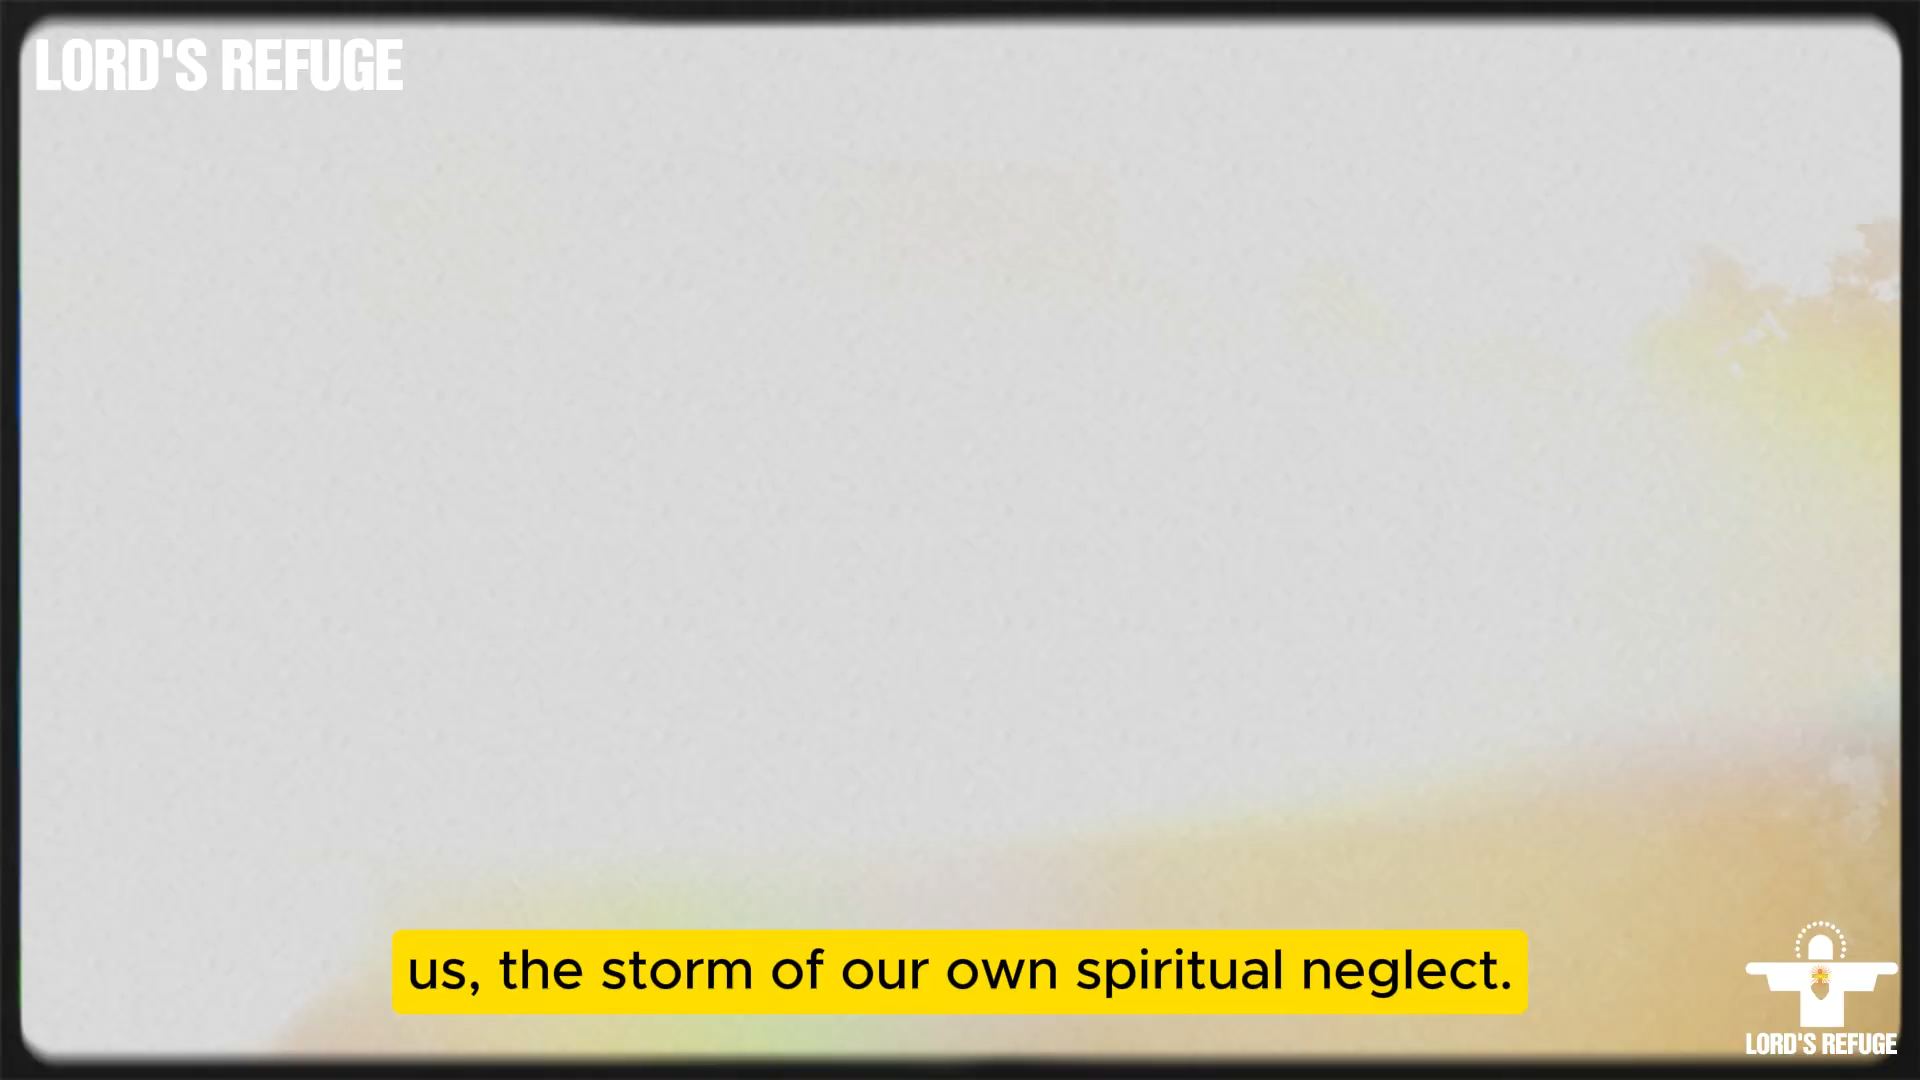 LORD'S REFUGE
us, the storm of our own spiritual neglect.
LORD'S REFUGE